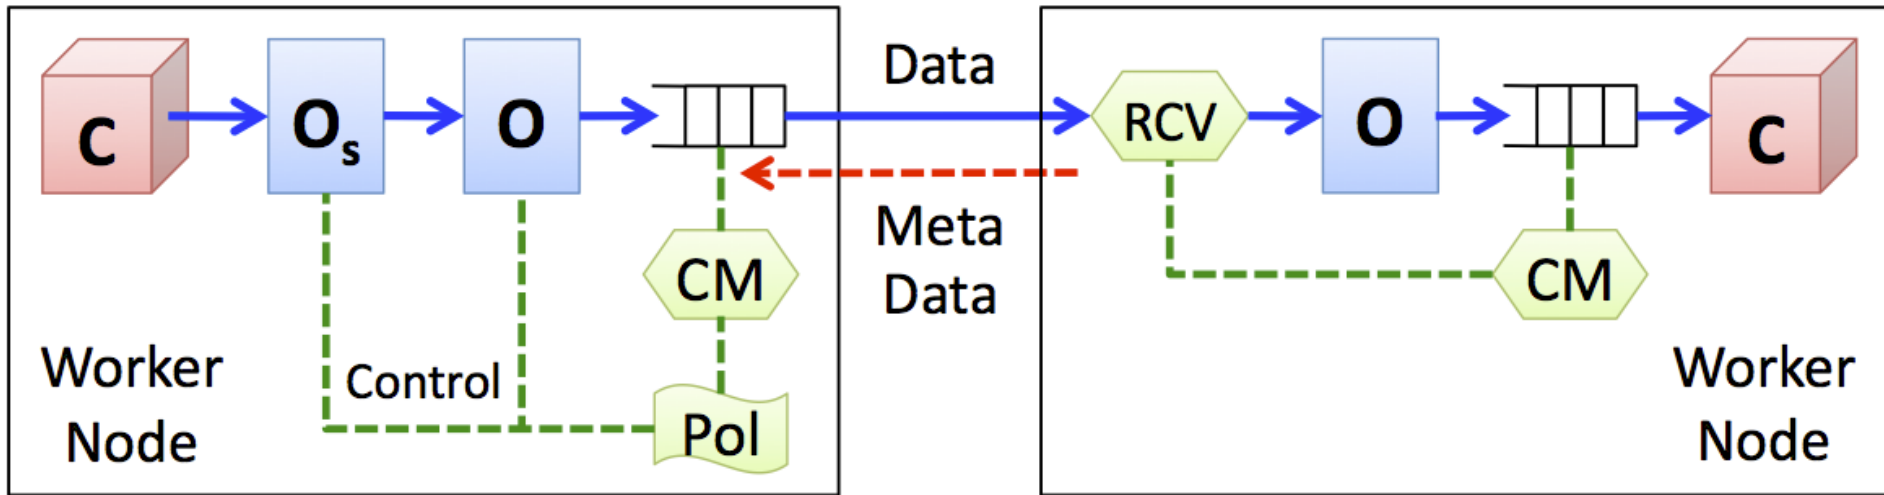 C
Os
O
Data
RCV
O
C
Meta
Data
CM
CM
Worker
Node
Control
Pol
Worker
Node